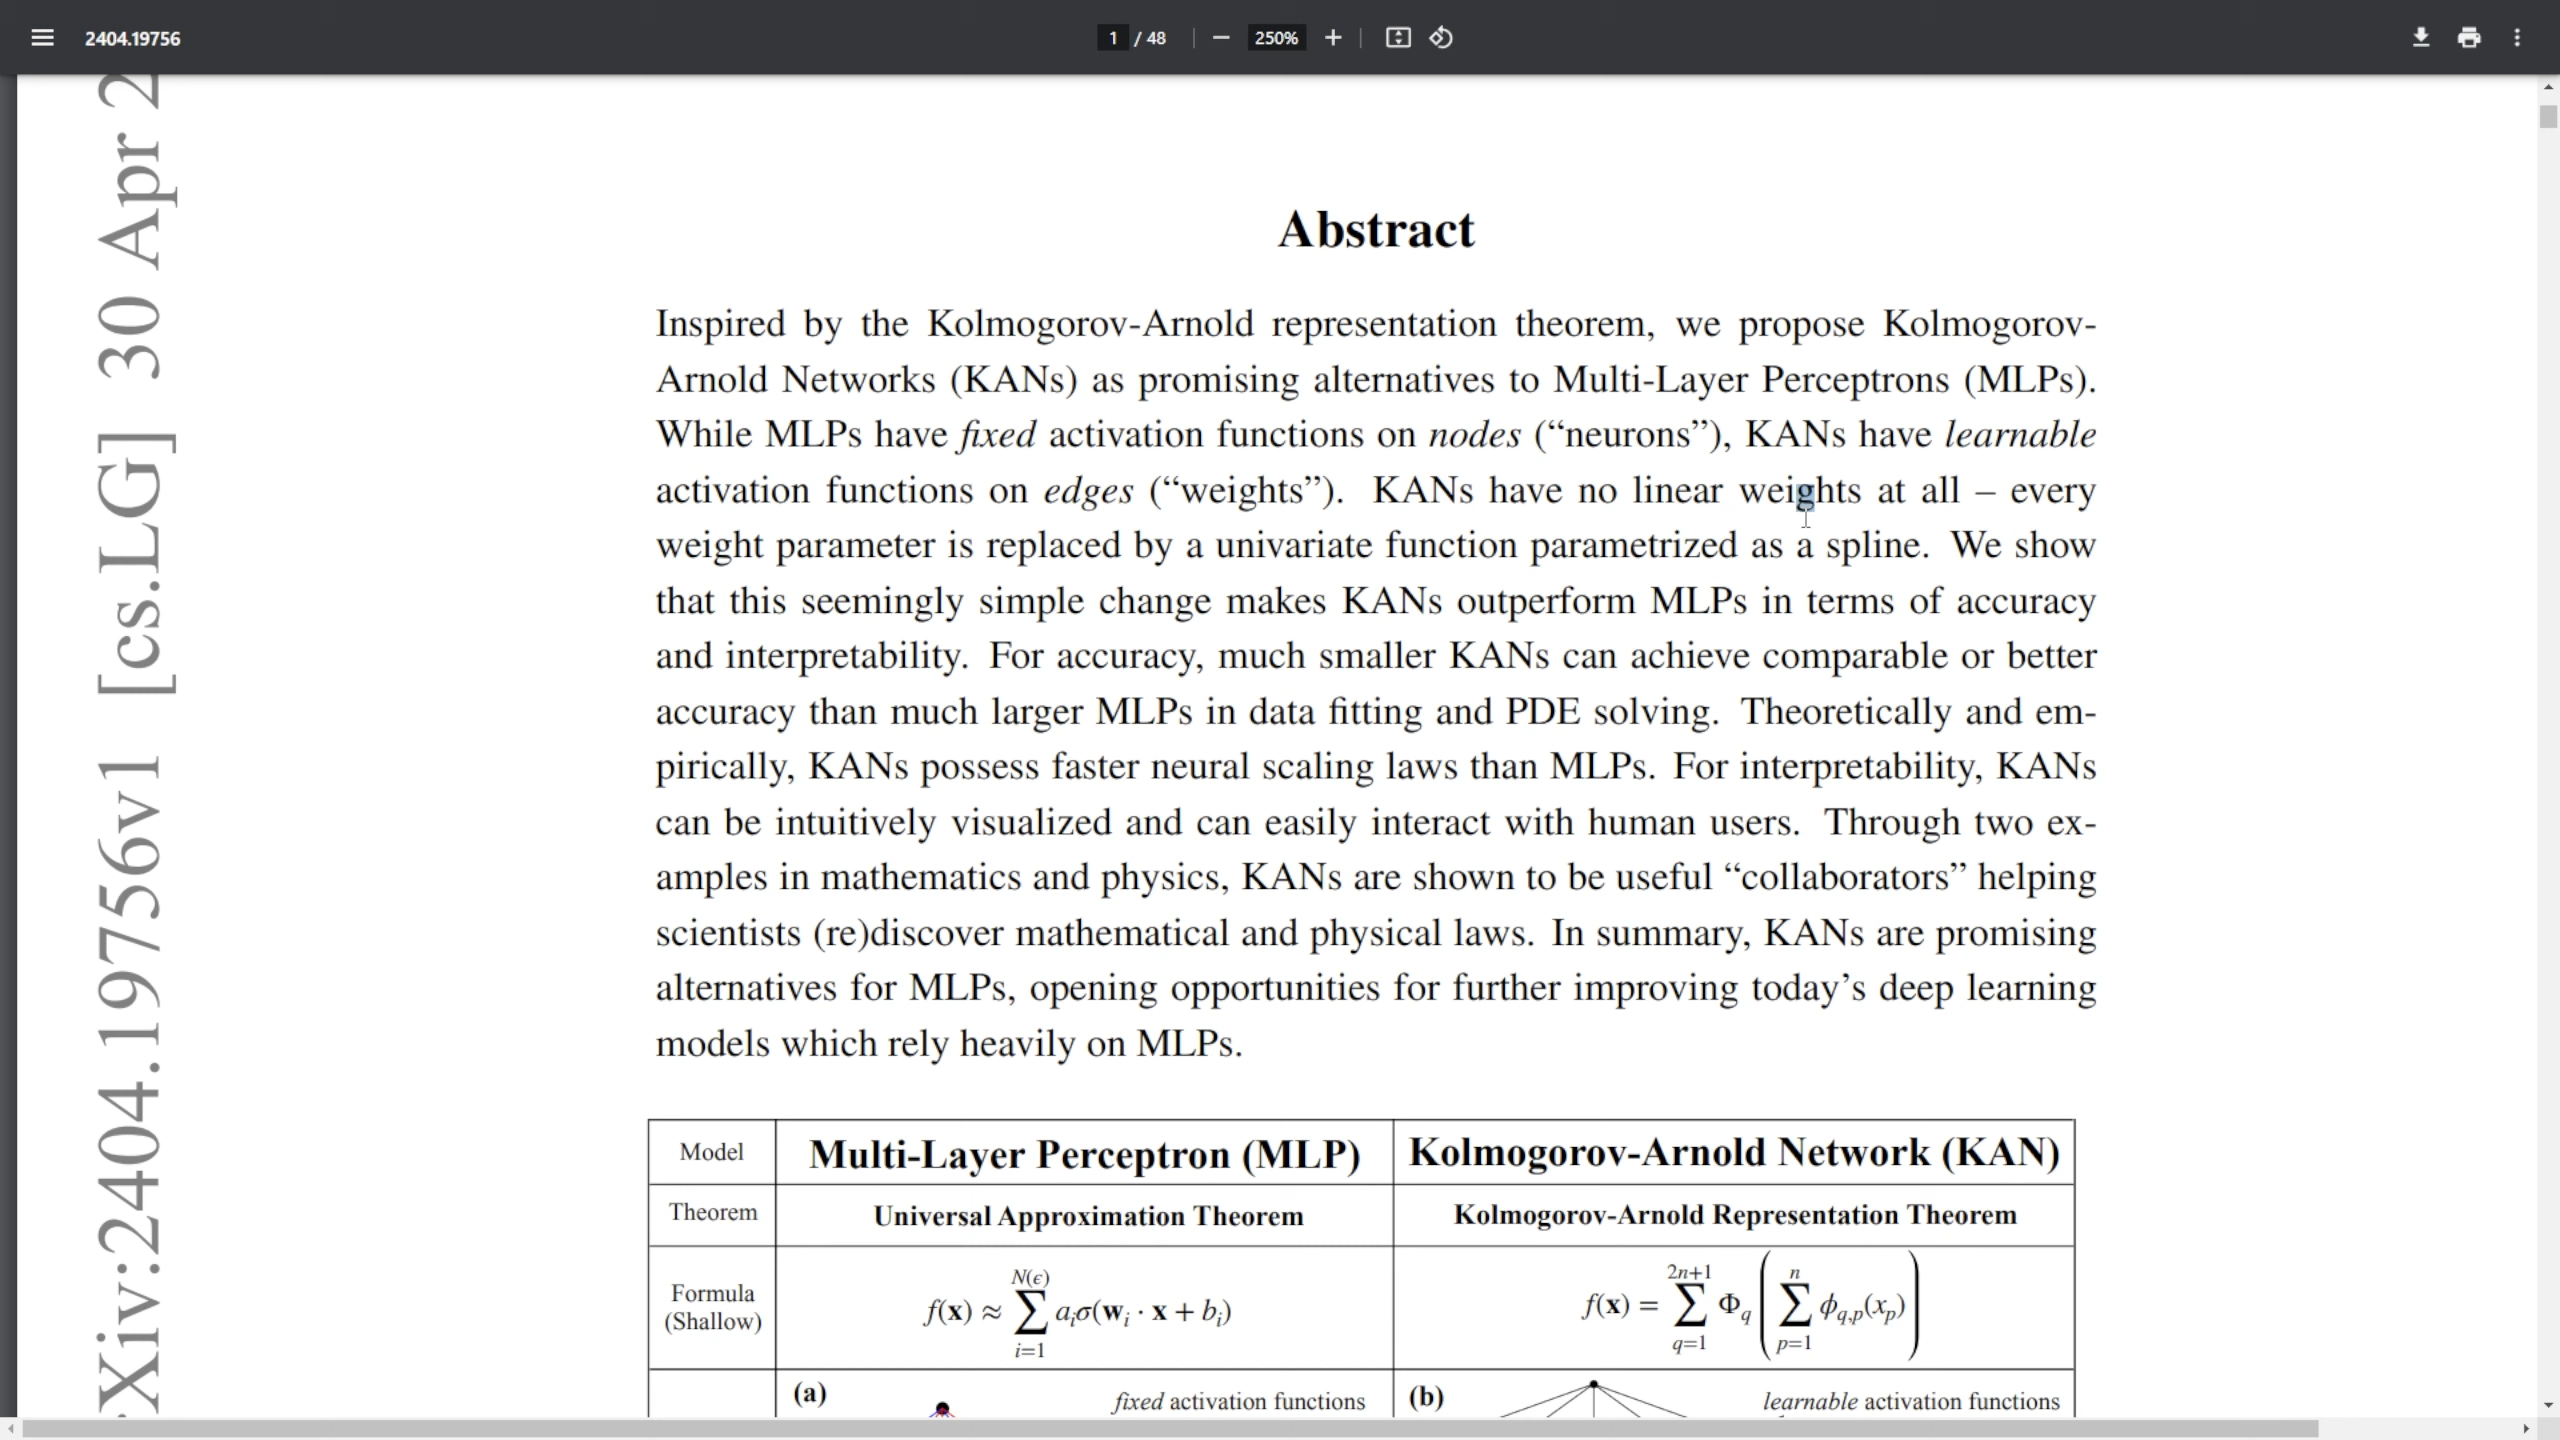 2404.19756
1 / 48
250%
Xiv:2404.19756v1 [cs.LG] 30 Apr 2
Abstract
Inspired by the Kolmogorov-Arnold representation theorem, we propose Kolmogorov-
Arnold Networks (KANs) as promising alternatives to Multi-Layer Perceptrons (MLPs).
While MLPs have fixed activation functions on nodes (“neurons”), KANs have learnable
activation functions on edges (“weights”). KANs have no linear weights at all – every
weight parameter is replaced by a univariate function parametrized as a spline. We show
that this seemingly simple change makes KANs outperform MLPs in terms of accuracy
and interpretability. For accuracy, much smaller KANs can achieve comparable or better
accuracy than much larger MLPs in data fitting and PDE solving. Theoretically and em-
pirically, KANs possess faster neural scaling laws than MLPs. For interpretability, KANs
can be intuitively visualized and can easily interact with human users. Through two ex-
amples in mathematics and physics, KANs are shown to be useful “collaborators” helping
scientists (re)discover mathematical and physical laws. In summary, KANs are promising
alternatives for MLPs, opening opportunities for further improving today’s deep learning
models which rely heavily on MLPs.
Model
Multi-Layer Perceptron (MLP)
Kolmogorov-Arnold Network (KAN)
Theorem
Universal Approximation Theorem
Kolmogorov-Arnold Representation Theorem
Formula
(Shallow)
f(x) ≈ ∑_{i=1}^{N(ϵ)} a_i σ(w_i · x + b_i)
f(x) = ∑_{q=1}^{2n+1} Φ_q ( ∑_{p=1}^{n} ϕ_{q,p}(x_p) )
(a)
fixed activation functions
(b)
learnable activation functions